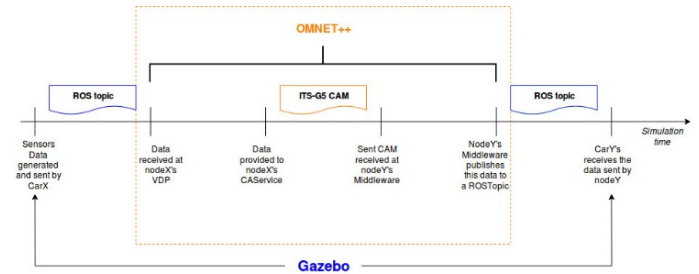 OMNET++
ROS topic
ITS-G5 CAM
ROS topic
Simulation
time
Sensors
Data
generated
and sent by
CarX
Data
received at
nodeX's
VDP
Data
provided to
nodeX's
CAService
Sent CAM
received at
nodeY's
Middleware
NodeY's
Middleware
publishes
this data to
a ROSTopic
CarY's
receives the
data sent by
nodeY
Gazebo